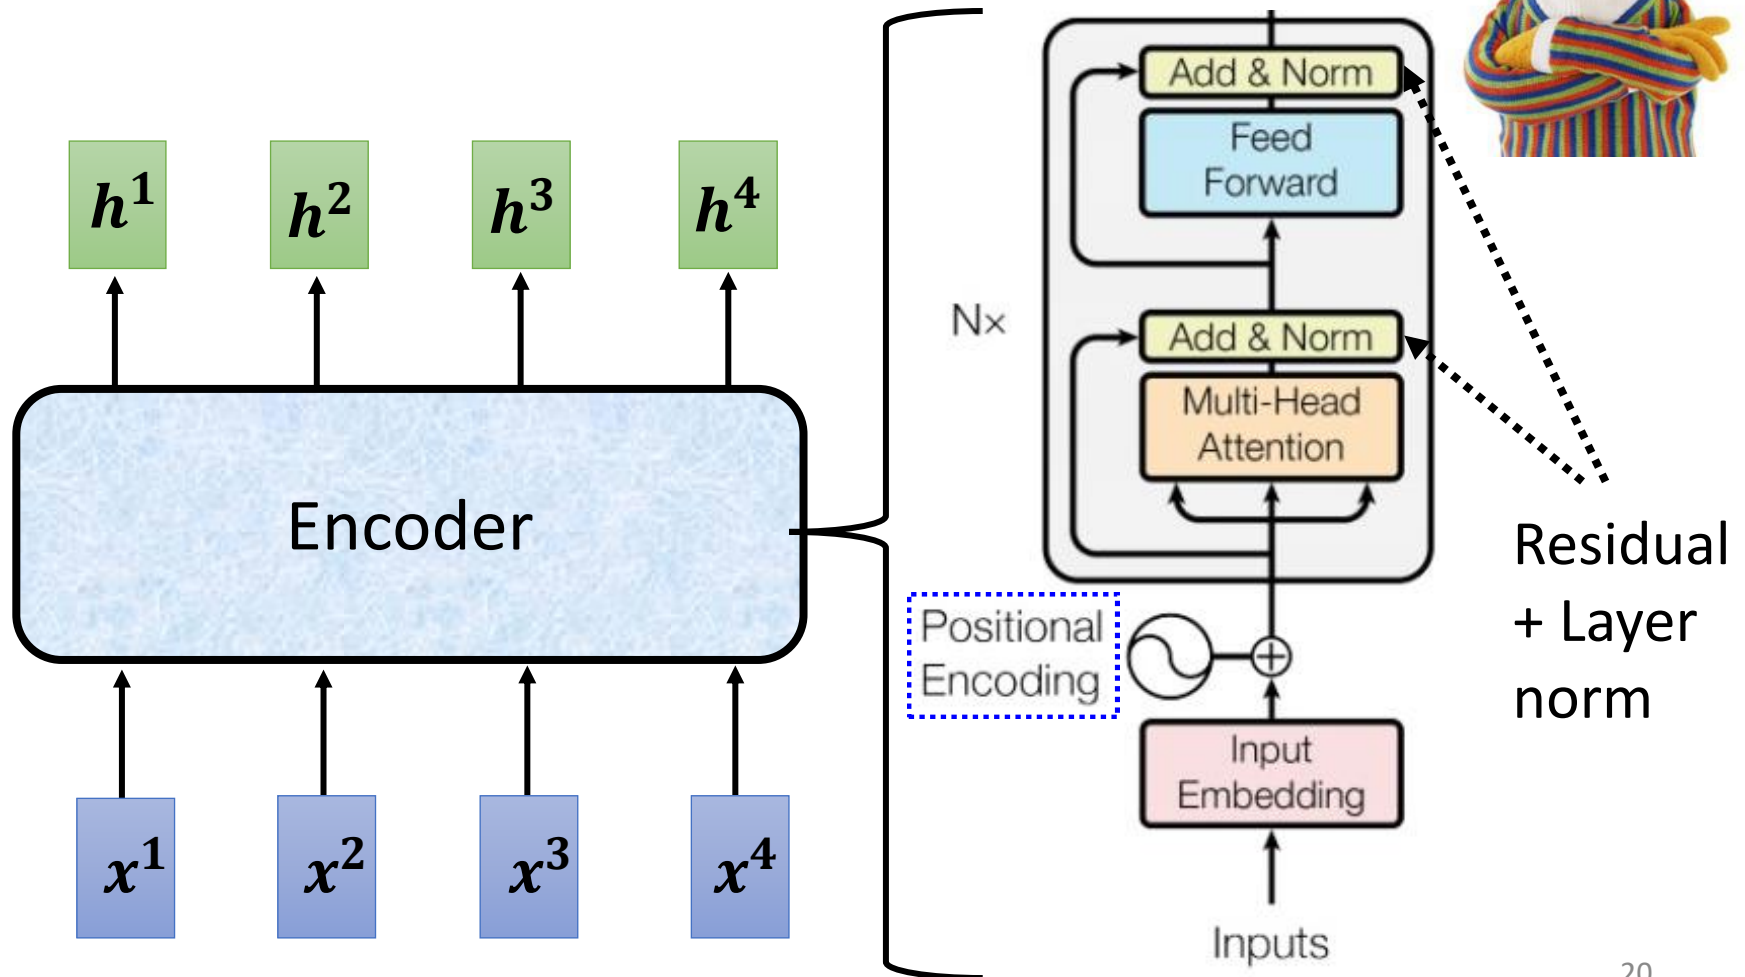 h¹ h² h³ h⁴
Encoder
x¹ x² x³ x⁴
Add & Norm
Feed
Forward
Nx
Add & Norm
Multi-Head
Attention
Positional
Encoding
Input
Embedding
Inputs
Residual
+ Layer
norm
20